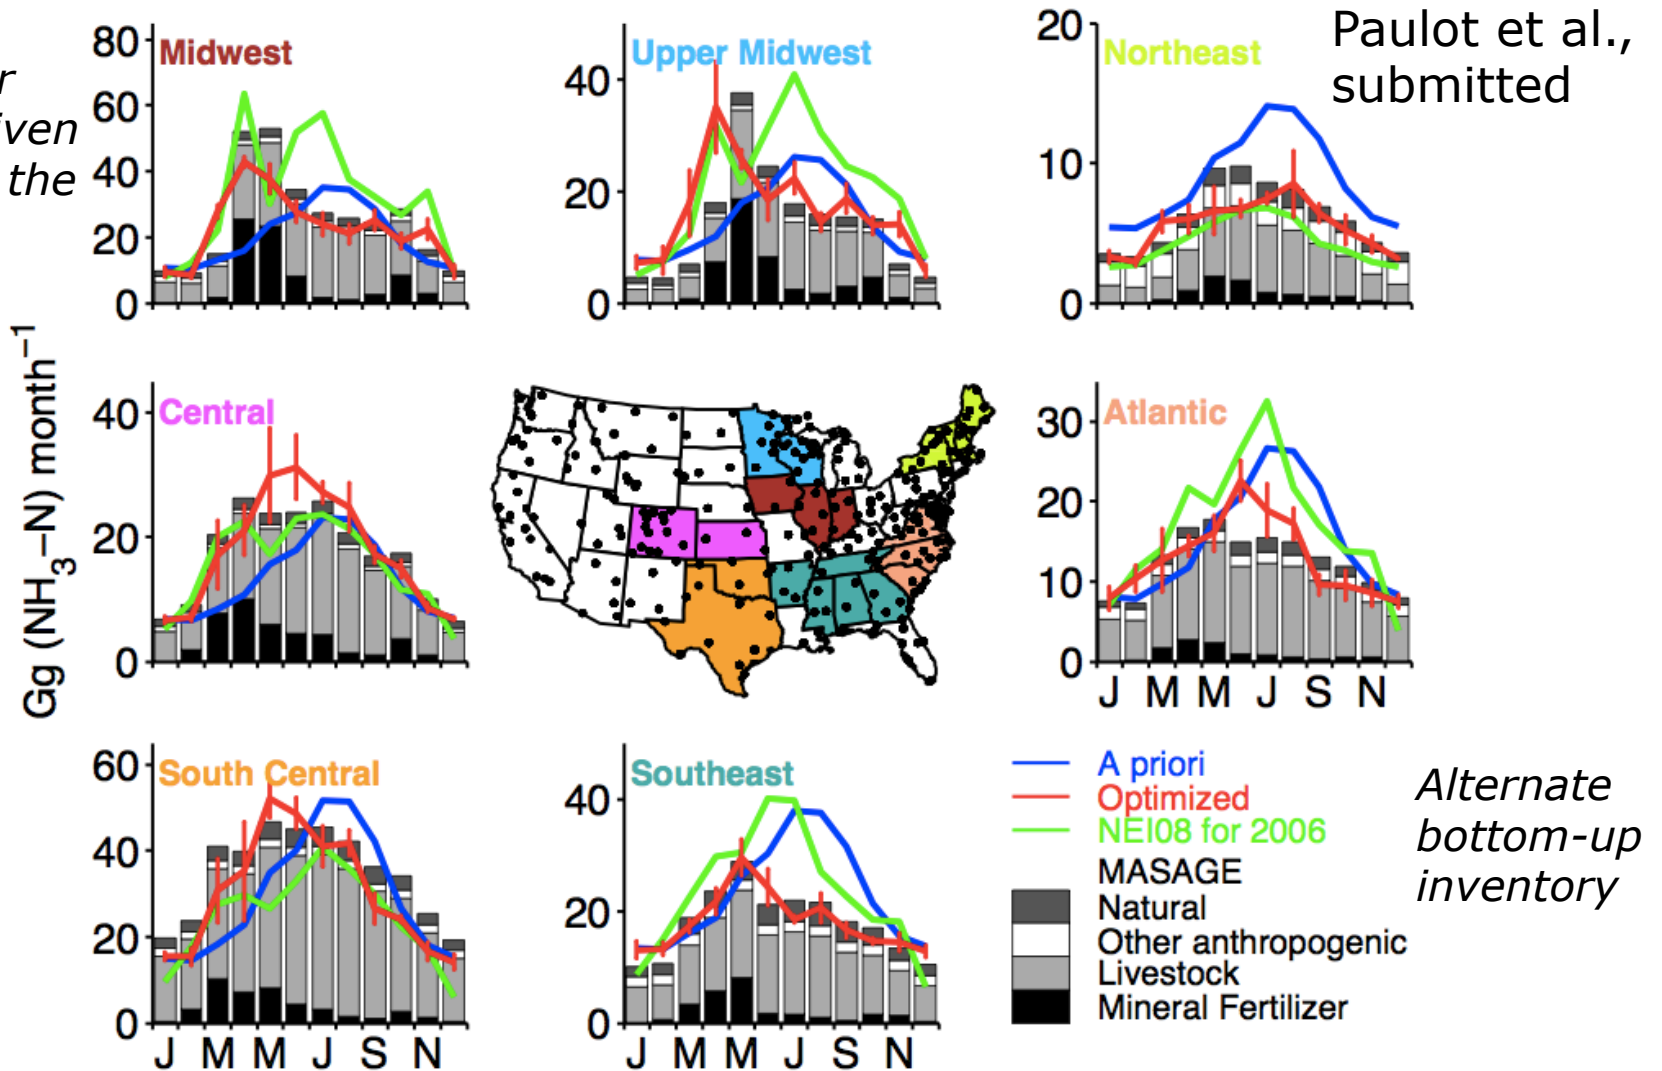 r
iven
the
Paulot et al.,
submitted
Midwest
80
60
40
20
0
Upper Midwest
40
20
0
Northeast
20
10
0
Gg (NH3–N) month−1
Central
40
20
0
Atlantic
30
20
10
0
J M M J S N
South Central
60
40
20
0
J M M J S N
Southeast
40
20
0
J M M J S N
A priori
Optimized
NEI08 for 2006
MASAGE
Natural
Other anthropogenic
Livestock
Mineral Fertilizer
Alternate
bottom-up
inventory